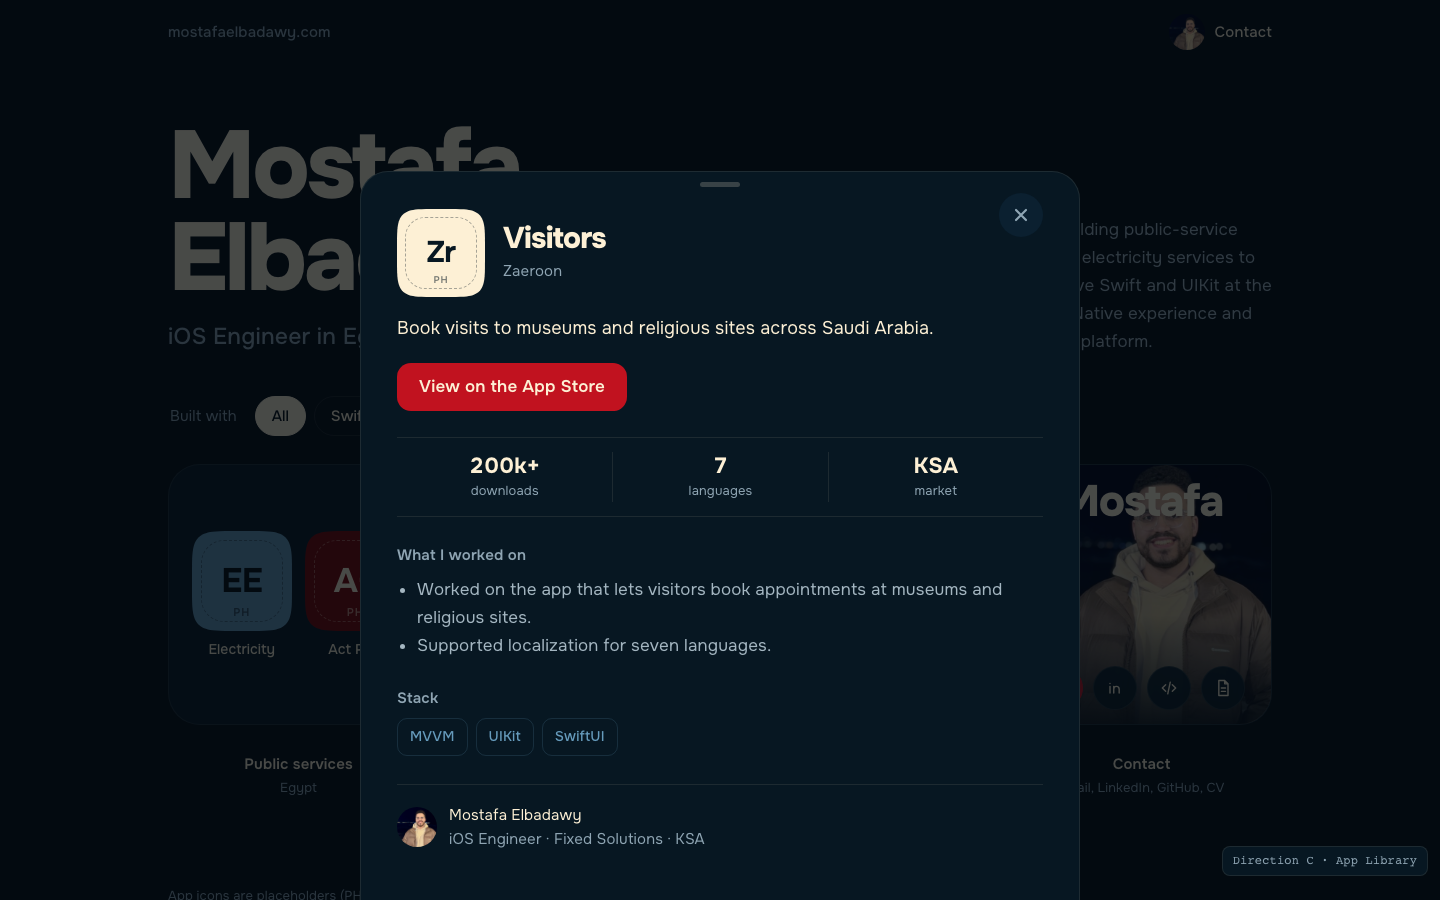 mostafaelbadawy.com
Contact
Mostafa
Elba
iOS Engineer in Eg
lding public-service
electricity services to
ve Swift and UIKit at the
Native experience and
platform.
Built with
All
Swif
Zr
PH
Visitors
Zaeroon
Book visits to museums and religious sites across Saudi Arabia.
View on the App Store
200k+
downloads
7
languages
KSA
market
What I worked on
• Worked on the app that lets visitors book appointments at museums and
religious sites.
• Supported localization for seven languages.
Stack
MVVM
UIKit
SwiftUI
Mostafa Elbadawy
iOS Engineer · Fixed Solutions · KSA
EE
PH
Electricity
A
PH
Act
Public services
Egypt
Mostafa
in
Contact
ail, LinkedIn, GitHub, CV
App icons are placeholders (PH
Direction C · App Library